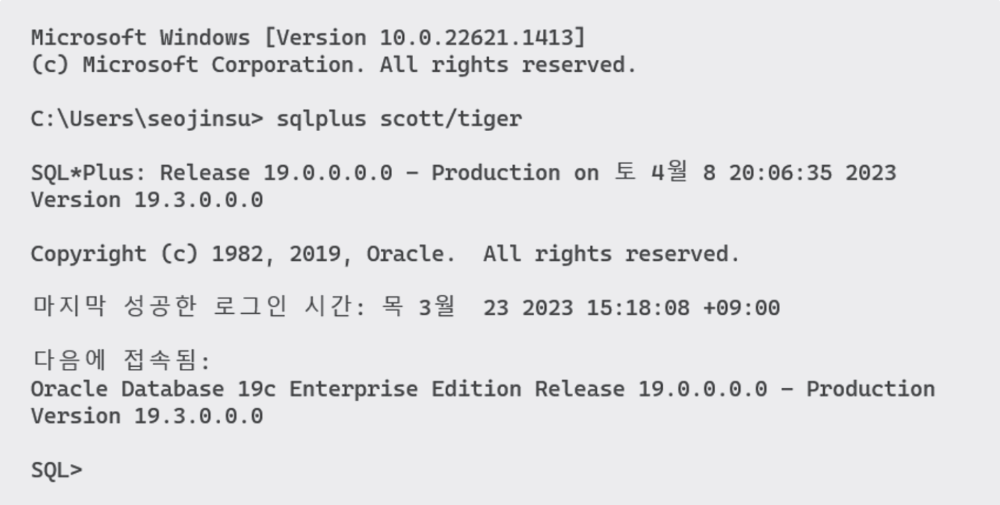 Microsoft Windows [Version 10.0.22621.1413]
(c) Microsoft Corporation. All rights reserved.
C:\Users\seojinsu> sqlplus scott/tiger
SQL*Plus: Release 19.0.0.0.0 – Production on 토 4월 8 20:06:35 2023
Version 19.3.0.0.0
Copyright (c) 1982, 2019, Oracle.  All rights reserved.
마지막 성공한 로그인 시간: 목 3월  23 2023 15:18:08 +09:00
다음에 접속됨:
Oracle Database 19c Enterprise Edition Release 19.0.0.0.0 – Production
Version 19.3.0.0.0
SQL>